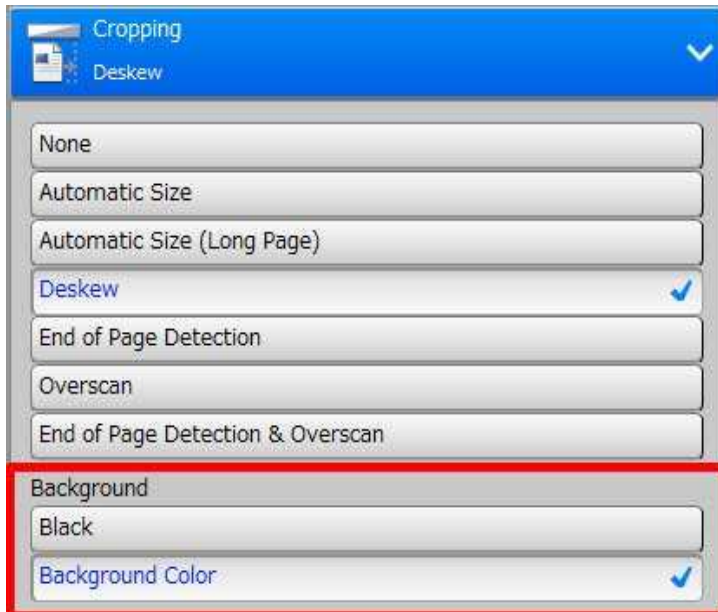 Cropping
Deskew
None
Automatic Size
Automatic Size (Long Page)
Deskew
End of Page Detection
Overscan
End of Page Detection & Overscan
Background
Black
Background Color